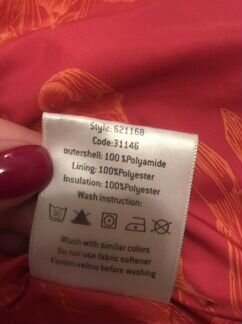 Style: 621168
Code:31146
outershell: 100 %Polyamide
Lining: 100%Polyester
Insulation: 100%Polyester
Wash instruction:
Wash with similar colors
Do not use fabric softener
Fasten velcro before washing